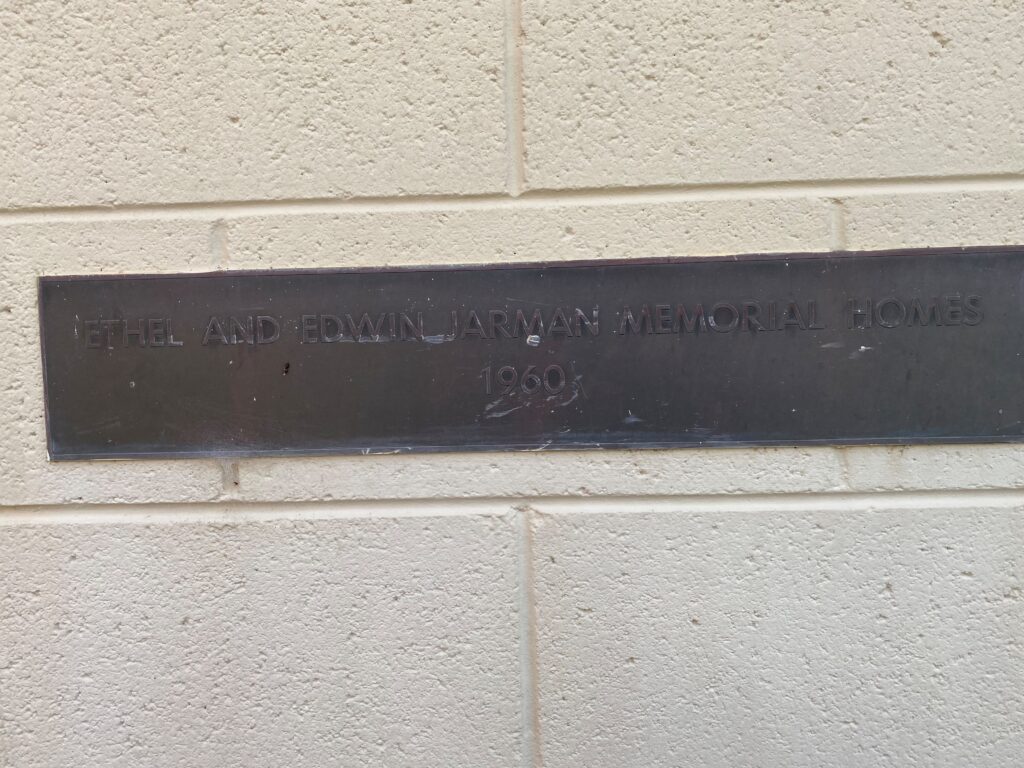 ETHEL AND EDWIN JARMAN MEMORIAL HOMES
1960